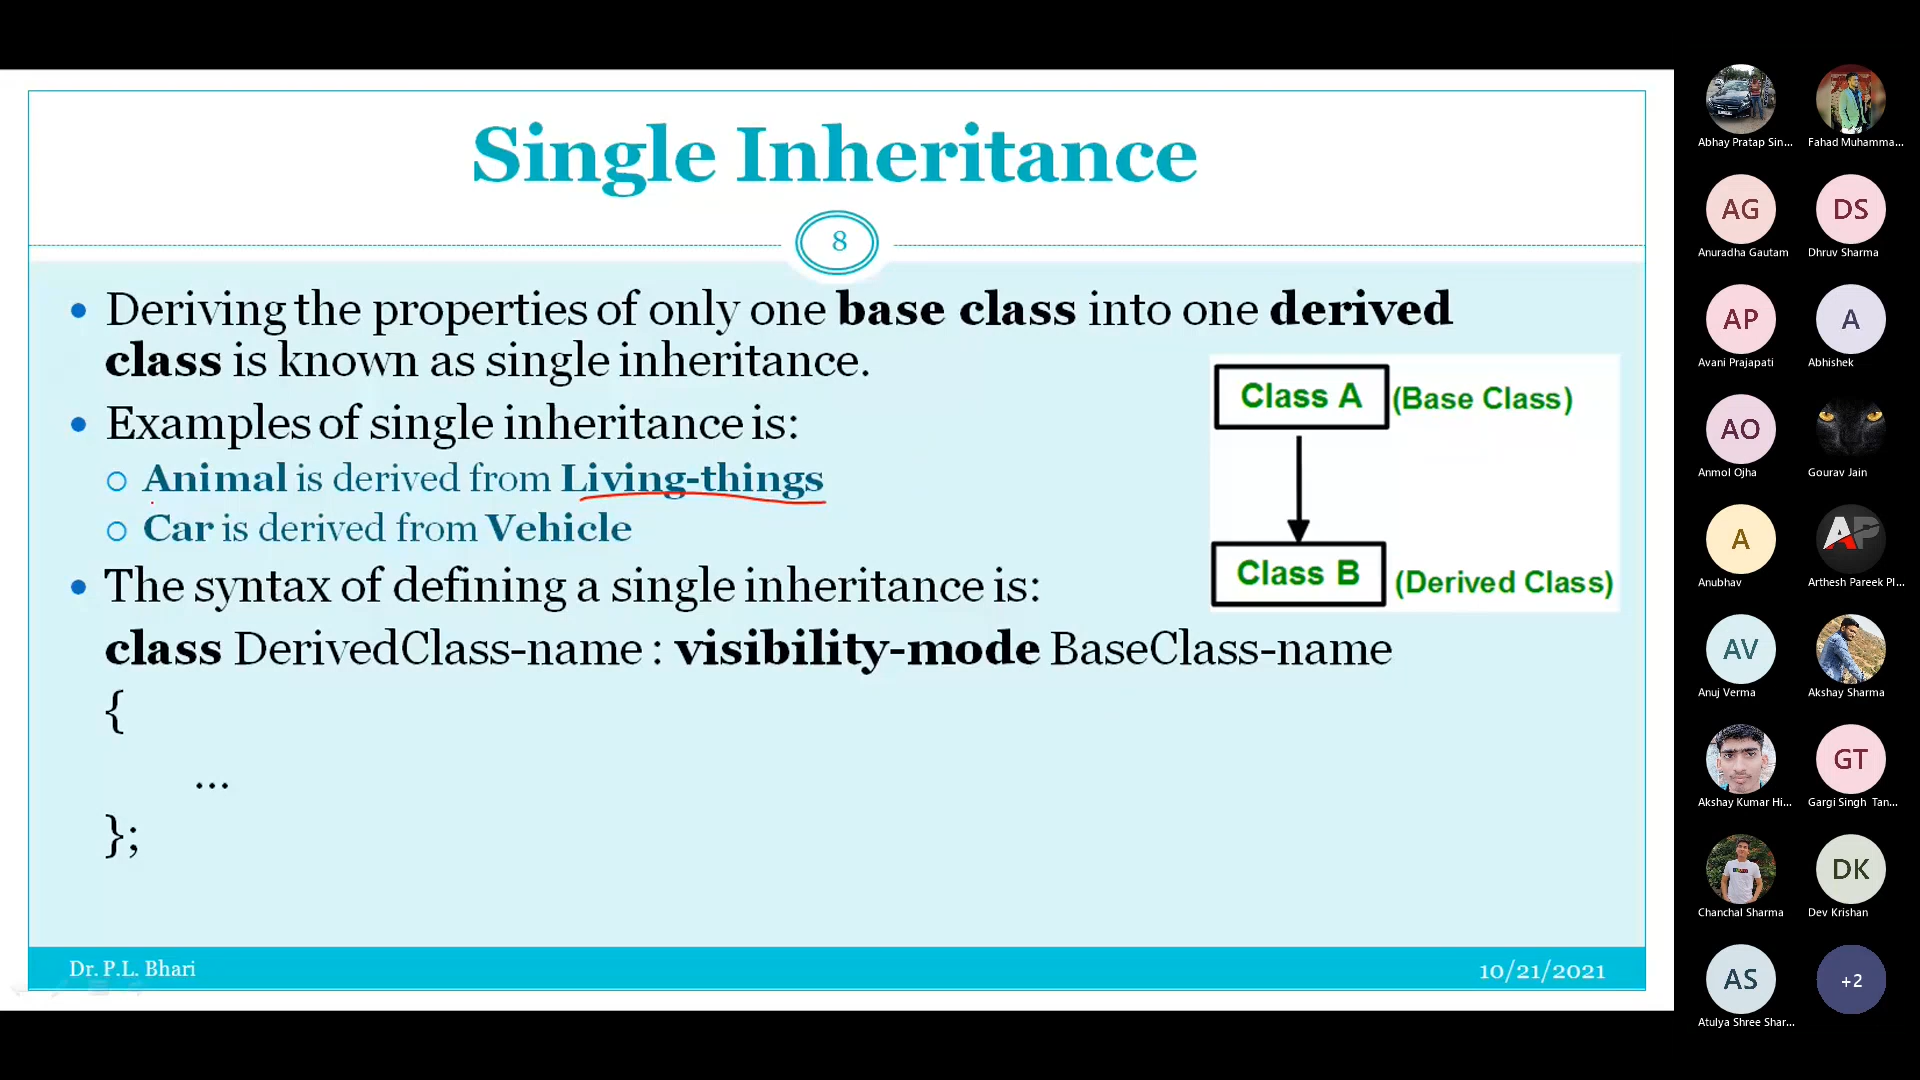 Single Inheritance
8
• Deriving the properties of only one base class into one derived
class is known as single inheritance.
• Examples of single inheritance is:
○ Animal is derived from Living-things
○ Car is derived from Vehicle
• The syntax of defining a single inheritance is:
class DerivedClass-name : visibility-mode BaseClass-name
{
...
};
Class A (Base Class)
Class B (Derived Class)
Dr. P.L. Bhari
10/21/2021
Abhay Pratap Sin...
Fahad Muhamma...
AG
Anuradha Gautam
DS
Dhruv Sharma
AP
Avani Prajapati
A
Abhishek
AO
Anmol Ojha
Gourav Jain
A
Anubhav
AP
Arthesh Pareek Pl...
AV
Anuj Verma
Akshay Sharma
Akshay Kumar Hi...
GT
Gargi Singh Tan...
Chanchal Sharma
DK
Dev Krishan
AS
Atulya Shree Shar...
+2